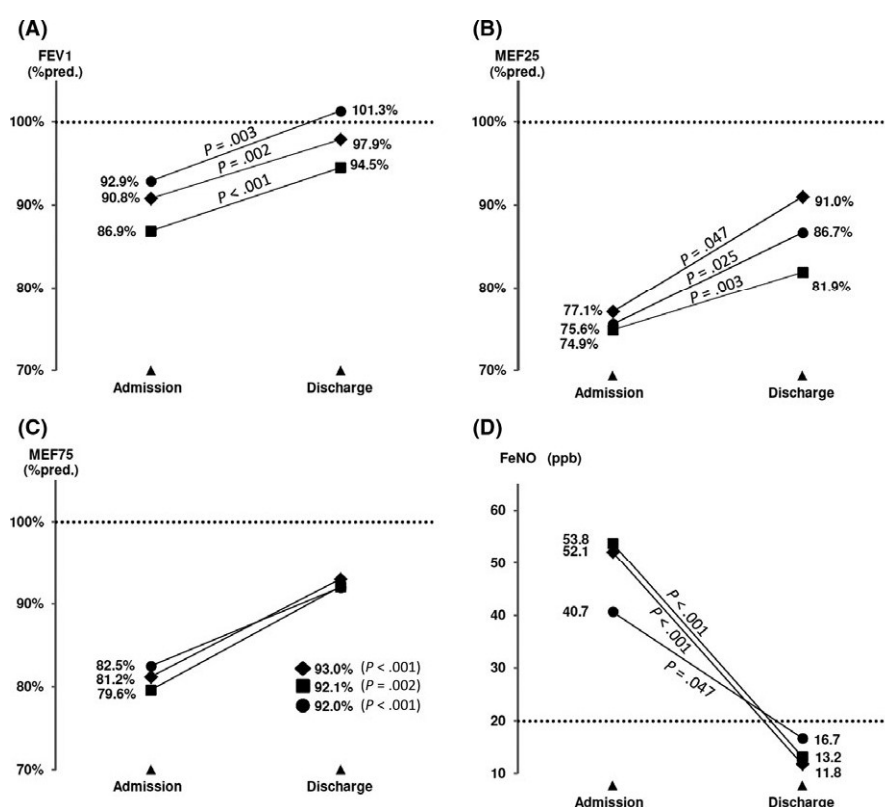 (A)
FEV1
(%pred.)
100%
90%
80%
70%
92.9%
90.8%
86.9%
P = .003
P = .002
P < .001
101.3%
97.9%
94.5%
Admission
Discharge
(B)
MEF25
(%pred.)
100%
90%
80%
70%
77.1%
75.6%
74.9%
P = .047
P = .025
P = .003
91.0%
86.7%
81.9%
Admission
Discharge
(C)
MEF75
(%pred.)
100%
90%
80%
70%
82.5%
81.2%
79.6%
93.0% (P < .001)
92.1% (P = .002)
92.0% (P < .001)
Admission
Discharge
(D)
FeNO (ppb)
60
50
40
30
20
10
53.8
52.1
40.7
P < .001
P < .001
P = .047
16.7
13.2
11.8
Admission
Discharge